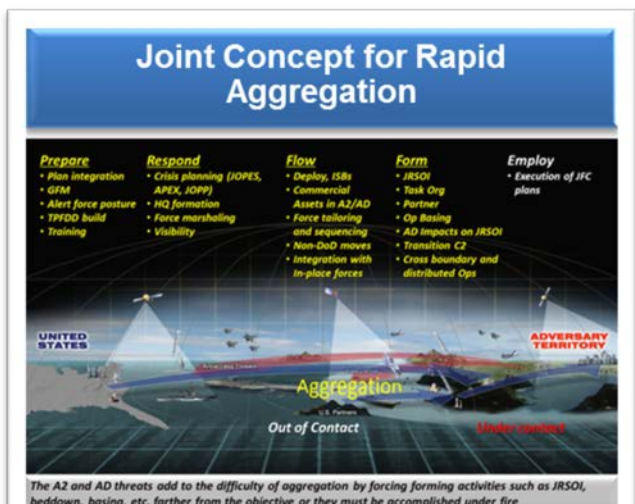 Joint Concept for Rapid
Aggregation
Prepare
• Plan integration
• GFM
• Alert force posture
• TPFDD build
• Training
Respond
• Crisis planning (JOPES,
APEX, JOPP)
• HQ formation
• Force marshaling
• Visibility
Flow
• Deploy, ISBs
• Commercial
Assets in A2/AD
• Force tailoring
and sequencing
• Non-DoD moves
• Integration with
In-place forces
Form
• JRSOI
• Task Org
• Partner
• Op Basing
• AD Impacts on JRSOI
• Transition C2
• Cross boundary and
distributed Ops
Employ
• Execution of JFC
plans
UNITED
STATES
ADVERSARY
TERRITORY
Aggregation
U.S. Partners
Out of Contact
Under contact
The A2 and AD threats add to the difficulty of aggregation by forcing forming activities such as JRSOI,
beddown, basing, etc. farther from the objective or they must be accomplished under fire